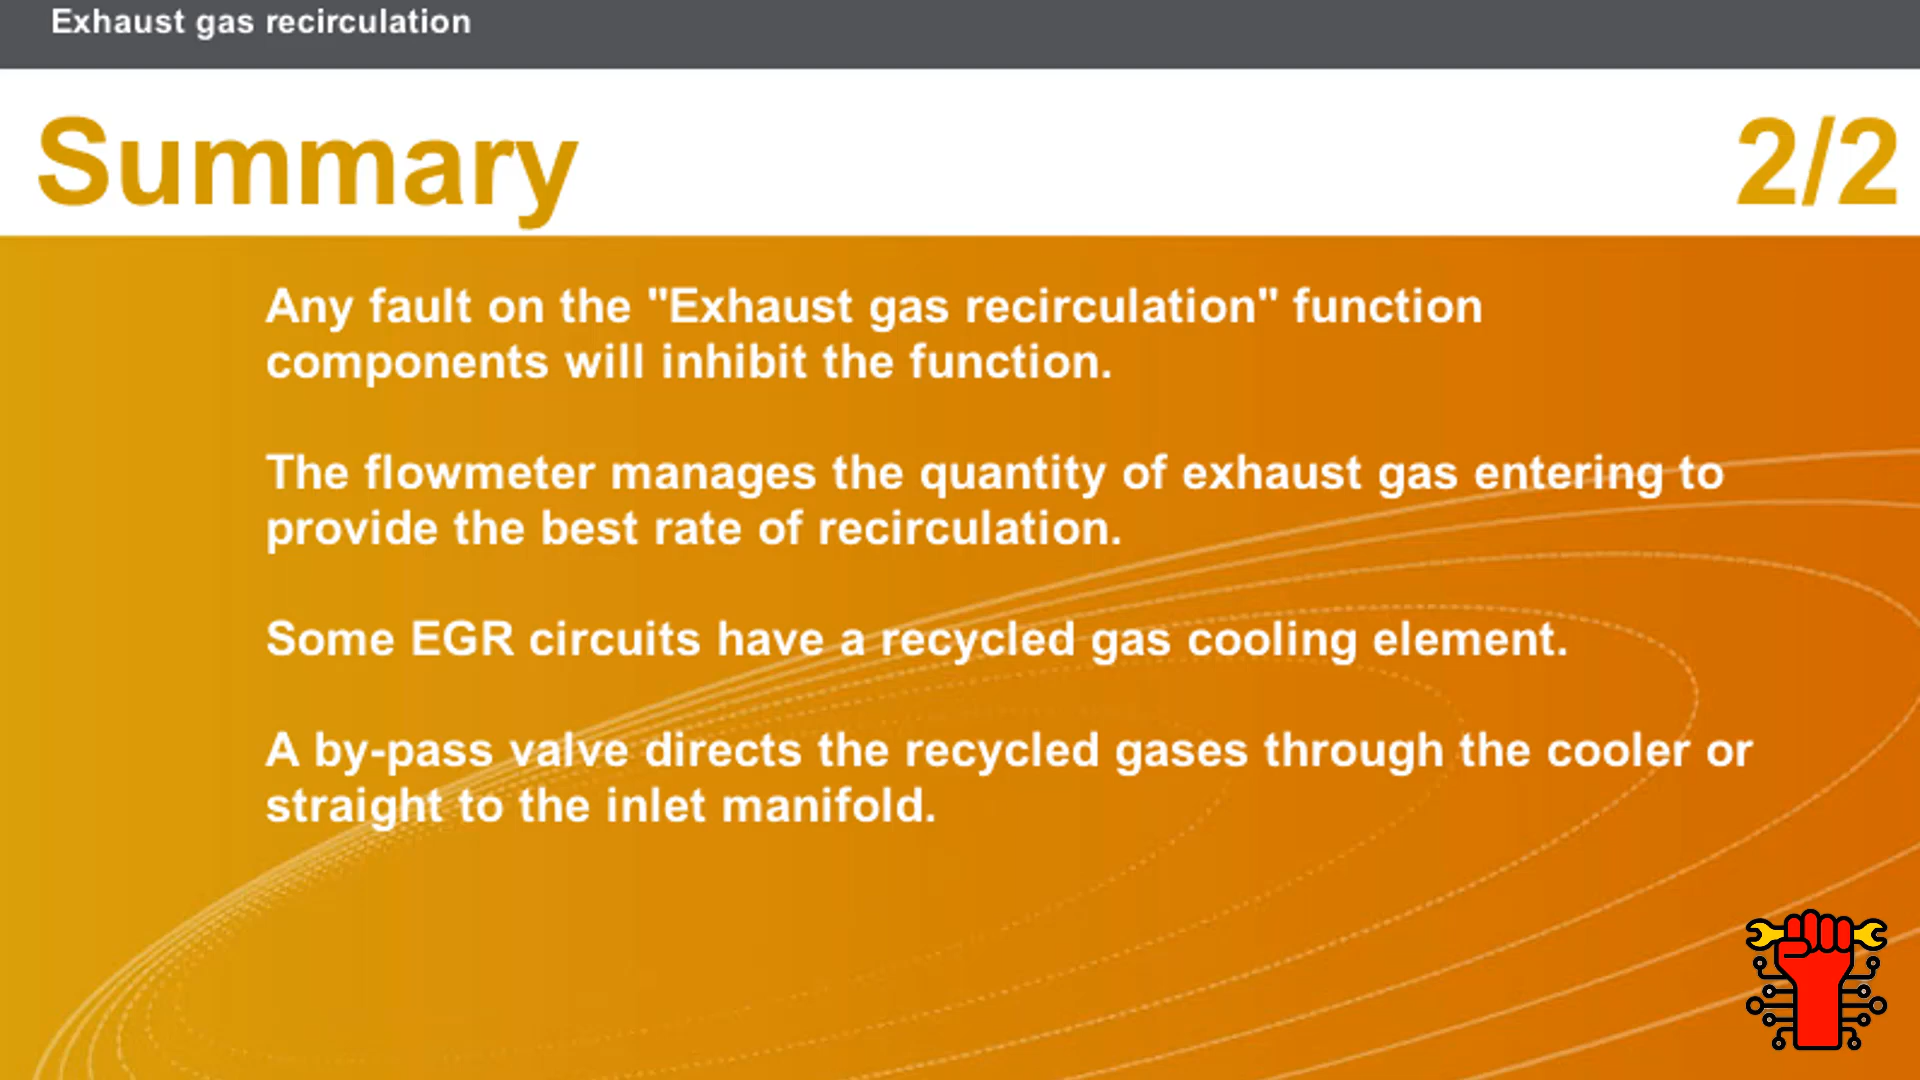 Exhaust gas recirculation
Summary
2/2
Any fault on the "Exhaust gas recirculation" function
components will inhibit the function.
The flowmeter manages the quantity of exhaust gas entering to
provide the best rate of recirculation.
Some EGR circuits have a recycled gas cooling element.
A by-pass valve directs the recycled gases through the cooler or
straight to the inlet manifold.